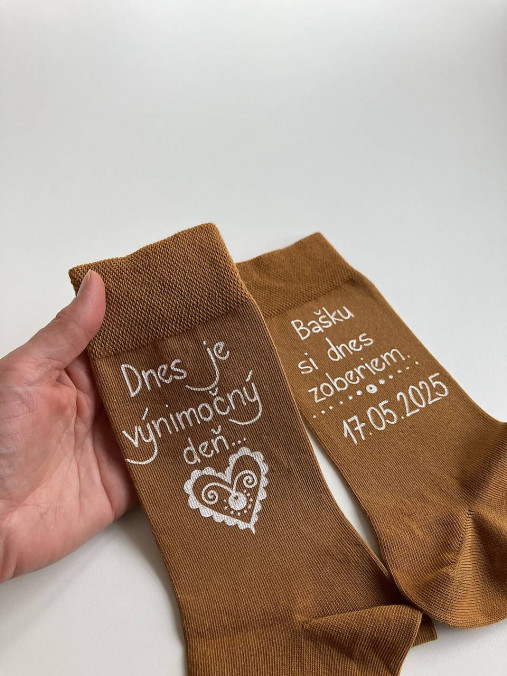 Dnes je
výnimočný
deň...
Bašku
si dnes
zoberiem...
17.05.2025